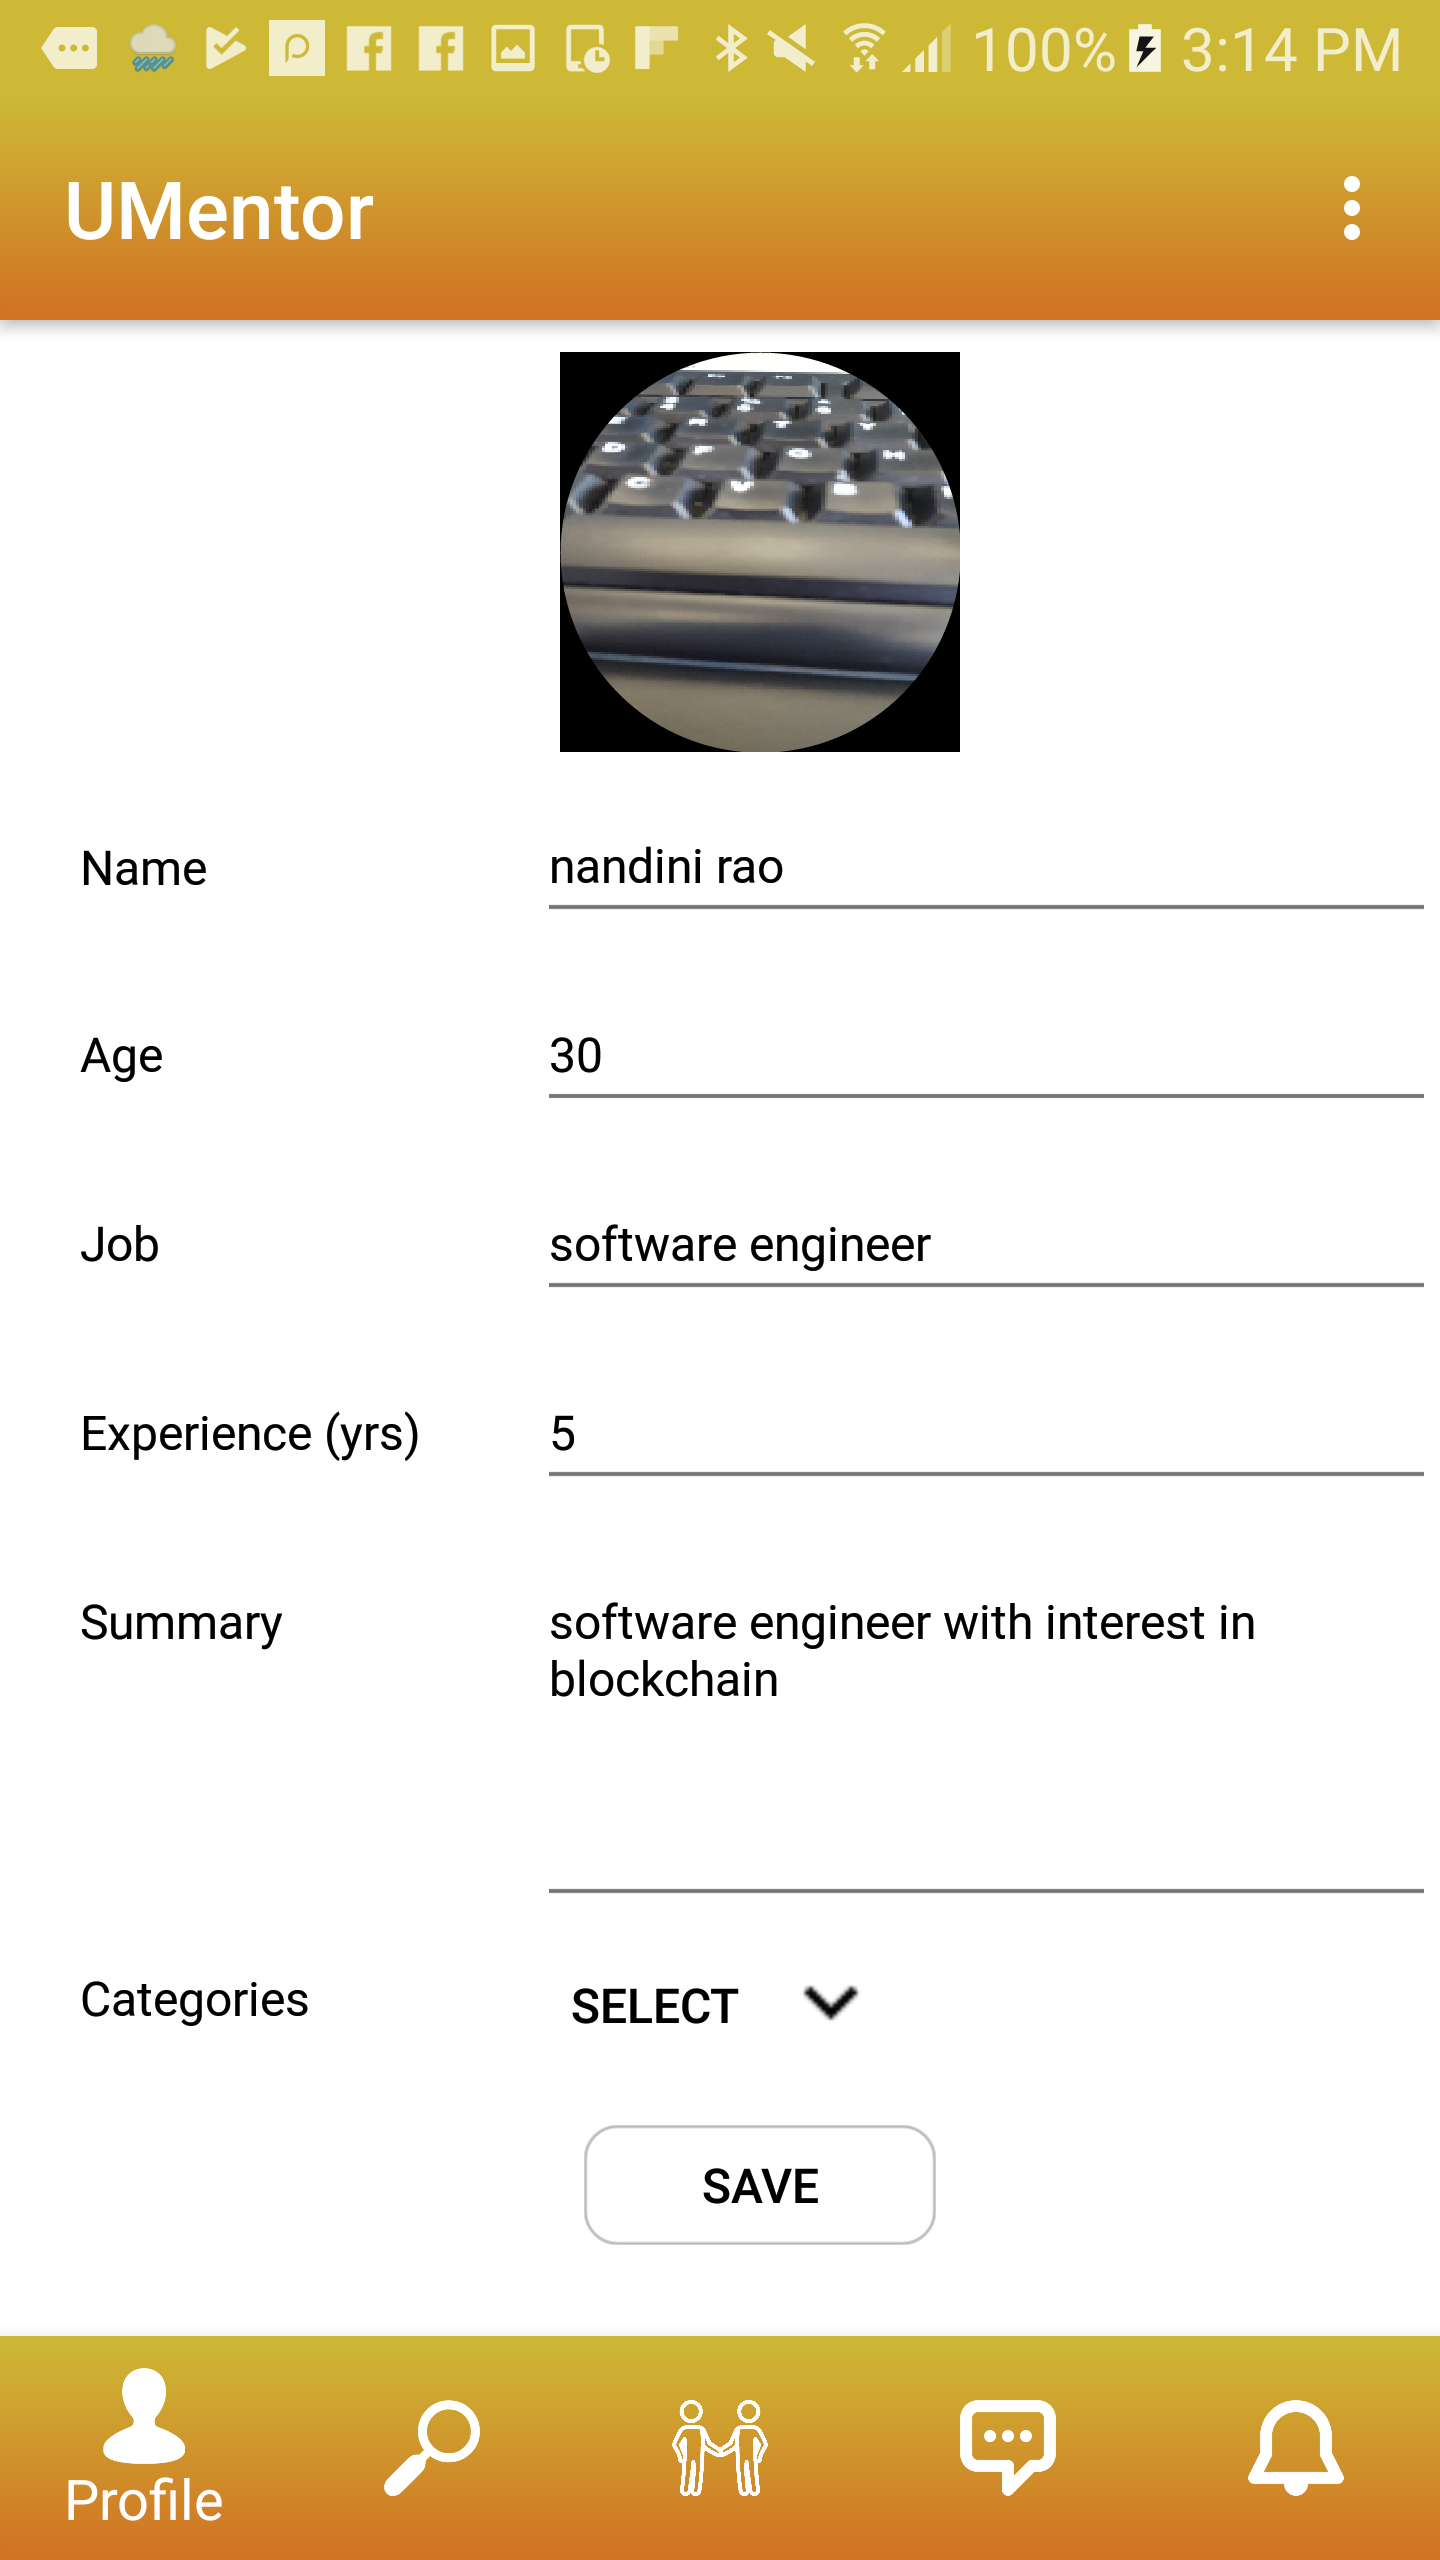 100% 3:14 PM
UMentor
Name nandini rao
Age 30
Job software engineer
Experience (yrs) 5
Summary software engineer with interest in
blockchain
Categories SELECT
SAVE
Profile